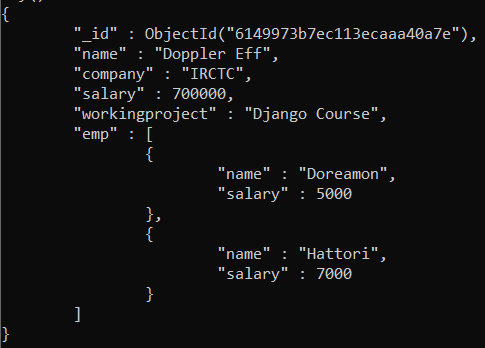 {
"_id" : ObjectId("6149973b7ec113ecaaa40a7e"),
"name" : "Doppler Eff",
"company" : "IRCTC",
"salary" : 700000,
"workingproject" : "Django Course",
"emp" : [
{
"name" : "Doreamon",
"salary" : 5000
},
{
"name" : "Hattori",
"salary" : 7000
}
]
}